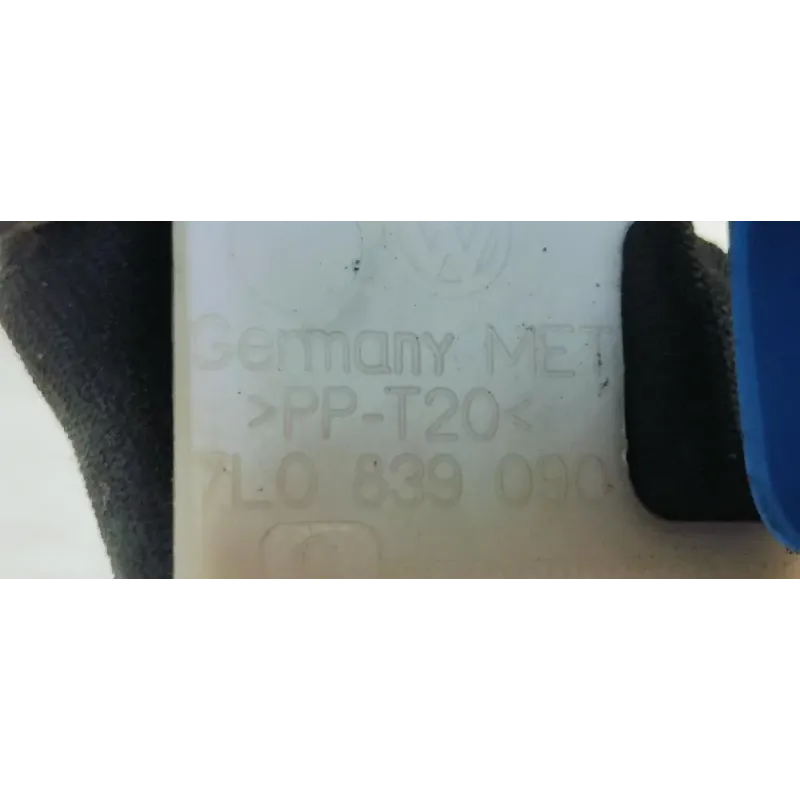 Germany MET
>PP-T20<
7L0 839 090